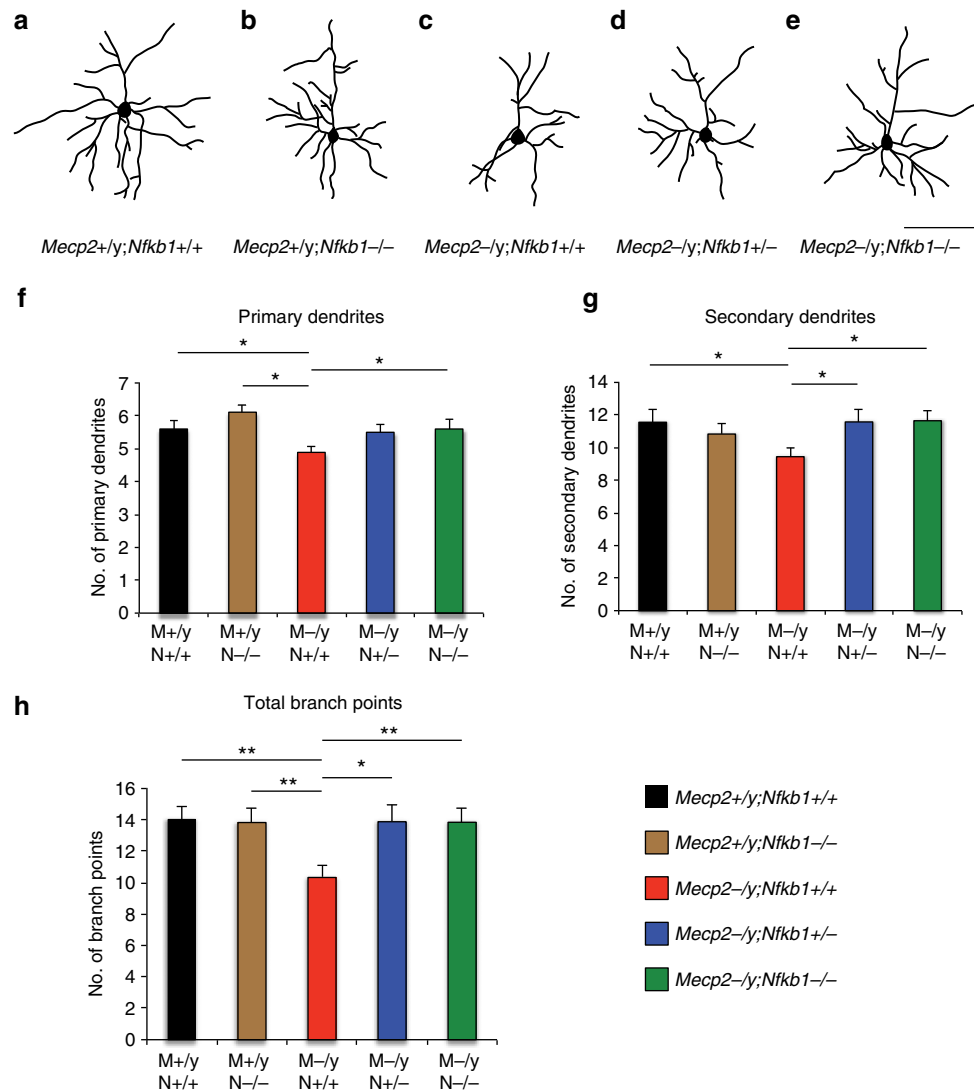 a b c d e
Mecp2+/y;Nfkb1+/+ Mecp2+/y;Nfkb1–/– Mecp2–/y;Nfkb1+/+ Mecp2–/y;Nfkb1+/– Mecp2–/y;Nfkb1–/–
f
Primary dendrites
*
*
*
No. of primary dendrites
7
6
5
4
3
2
1
0
M+/y M+/y M–/y M–/y M–/y
N+/+ N–/– N+/+ N+/– N–/–
g
Secondary dendrites
*
*
*
No. of secondary dendrites
14
12
10
8
6
4
2
0
M+/y M+/y M–/y M–/y M–/y
N+/+ N–/– N+/+ N+/– N–/–
h
Total branch points
**
**
**
*
No. of branch points
16
14
12
10
8
6
4
2
0
M+/y M+/y M–/y M–/y M–/y
N+/+ N–/– N+/+ N+/– N–/–
Mecp2+/y;Nfkb1+/+
Mecp2+/y;Nfkb1–/–
Mecp2–/y;Nfkb1+/+
Mecp2–/y;Nfkb1+/–
Mecp2–/y;Nfkb1–/–